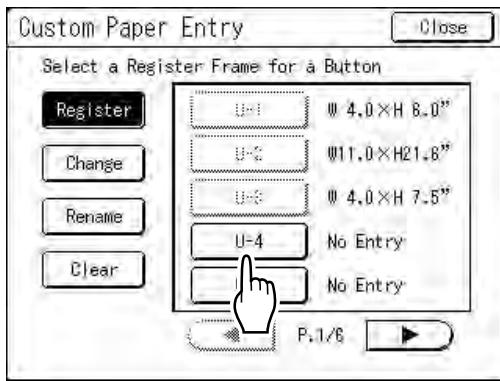 Custom Paper Entry Close
Select a Register Frame for a Button
Register U-1 W 4.0×H 6.0”
Change U-2 W11.0×H21.6”
U-3 W 4.0×H 7.5”
Rename U-4 No Entry
Clear No Entry
P.1/6